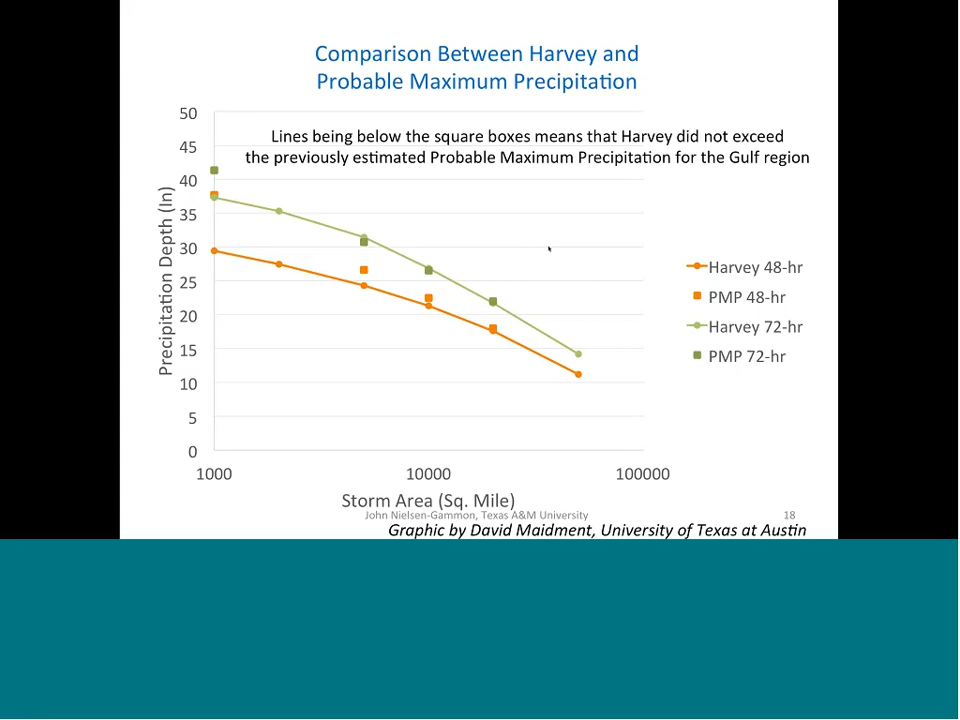 Comparison Between Harvey and
Probable Maximum Precipitation
Lines being below the square boxes means that Harvey did not exceed
the previously estimated Probable Maximum Precipitation for the Gulf region
Precipitation Depth (In)
50
45
40
35
30
25
20
15
10
5
0
1000
10000
100000
Storm Area (Sq. Mile)
Harvey 48-hr
PMP 48-hr
Harvey 72-hr
PMP 72-hr
John Nielsen-Gammon, Texas A&M University
18
Graphic by David Maidment, University of Texas at Austin